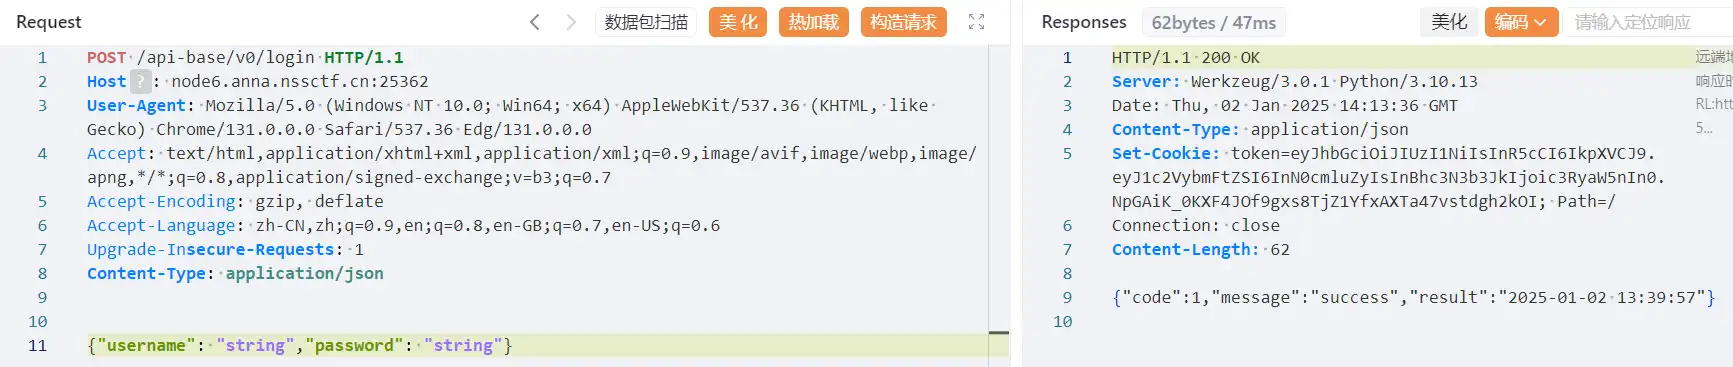 Request
数据包扫描
美化
热加载
构造请求
1 POST /api-base/v0/login HTTP/1.1
2 Host ? : node6.anna.nssctf.cn:25362
3 User-Agent: Mozilla/5.0 (Windows NT 10.0; Win64; x64) AppleWebKit/537.36 (KHTML, like
Gecko) Chrome/131.0.0.0 Safari/537.36 Edg/131.0.0.0
4 Accept: text/html,application/xhtml+xml,application/xml;q=0.9,image/avif,image/webp,image/
apng,*/*;q=0.8,application/signed-exchange;v=b3;q=0.7
5 Accept-Encoding: gzip, deflate
6 Accept-Language: zh-CN,zh;q=0.9,en;q=0.8,en-GB;q=0.7,en-US;q=0.6
7 Upgrade-Insecure-Requests: 1
8 Content-Type: application/json
9
10
11 {"username": "string","password": "string"}
Responses
62bytes / 47ms
美化
编码
请输入定位响应
1 HTTP/1.1 200 OK
2 Server: Werkzeug/3.0.1 Python/3.10.13
3 Date: Thu, 02 Jan 2025 14:13:36 GMT
4 Content-Type: application/json
5 Set-Cookie: token=eyJhbGciOiJIUzI1NiIsInR5cCI6IkpXVCJ9.
eyJ1c2VybmFtZSI6InN0cmluZyIsInBhc3N3b3JkIjoic3RyaW5nIn0.
NpGAiK_0KXF4JOf9gxs8TjZ1YfxAXTa47vstdgh2kOI; Path=/
6 Connection: close
7 Content-Length: 62
8
9 {"code":1,"message":"success","result":"2025-01-02 13:39:57"}
10
远端地
响应时
RL:htt
5...